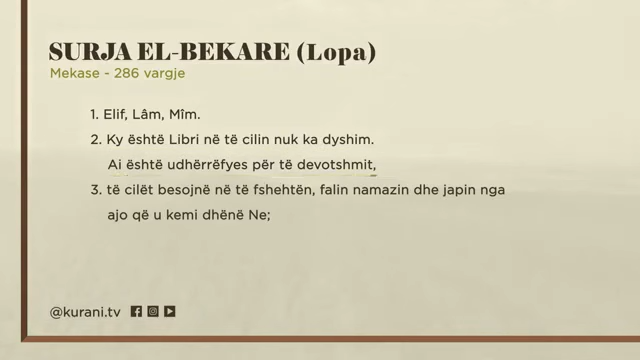 SURJA EL-BEKARE (Lopa)
Mekase - 286 vargje
1. Elif, Lâm, Mîm.
2. Ky është Libri në të cilin nuk ka dyshim.
Ai është udhërrëfyes për të devotshmit,
3. të cilët besojnë në të fshehtën, falin namazin dhe japin nga
ajo që u kemi dhënë Ne;
@kurani.tv